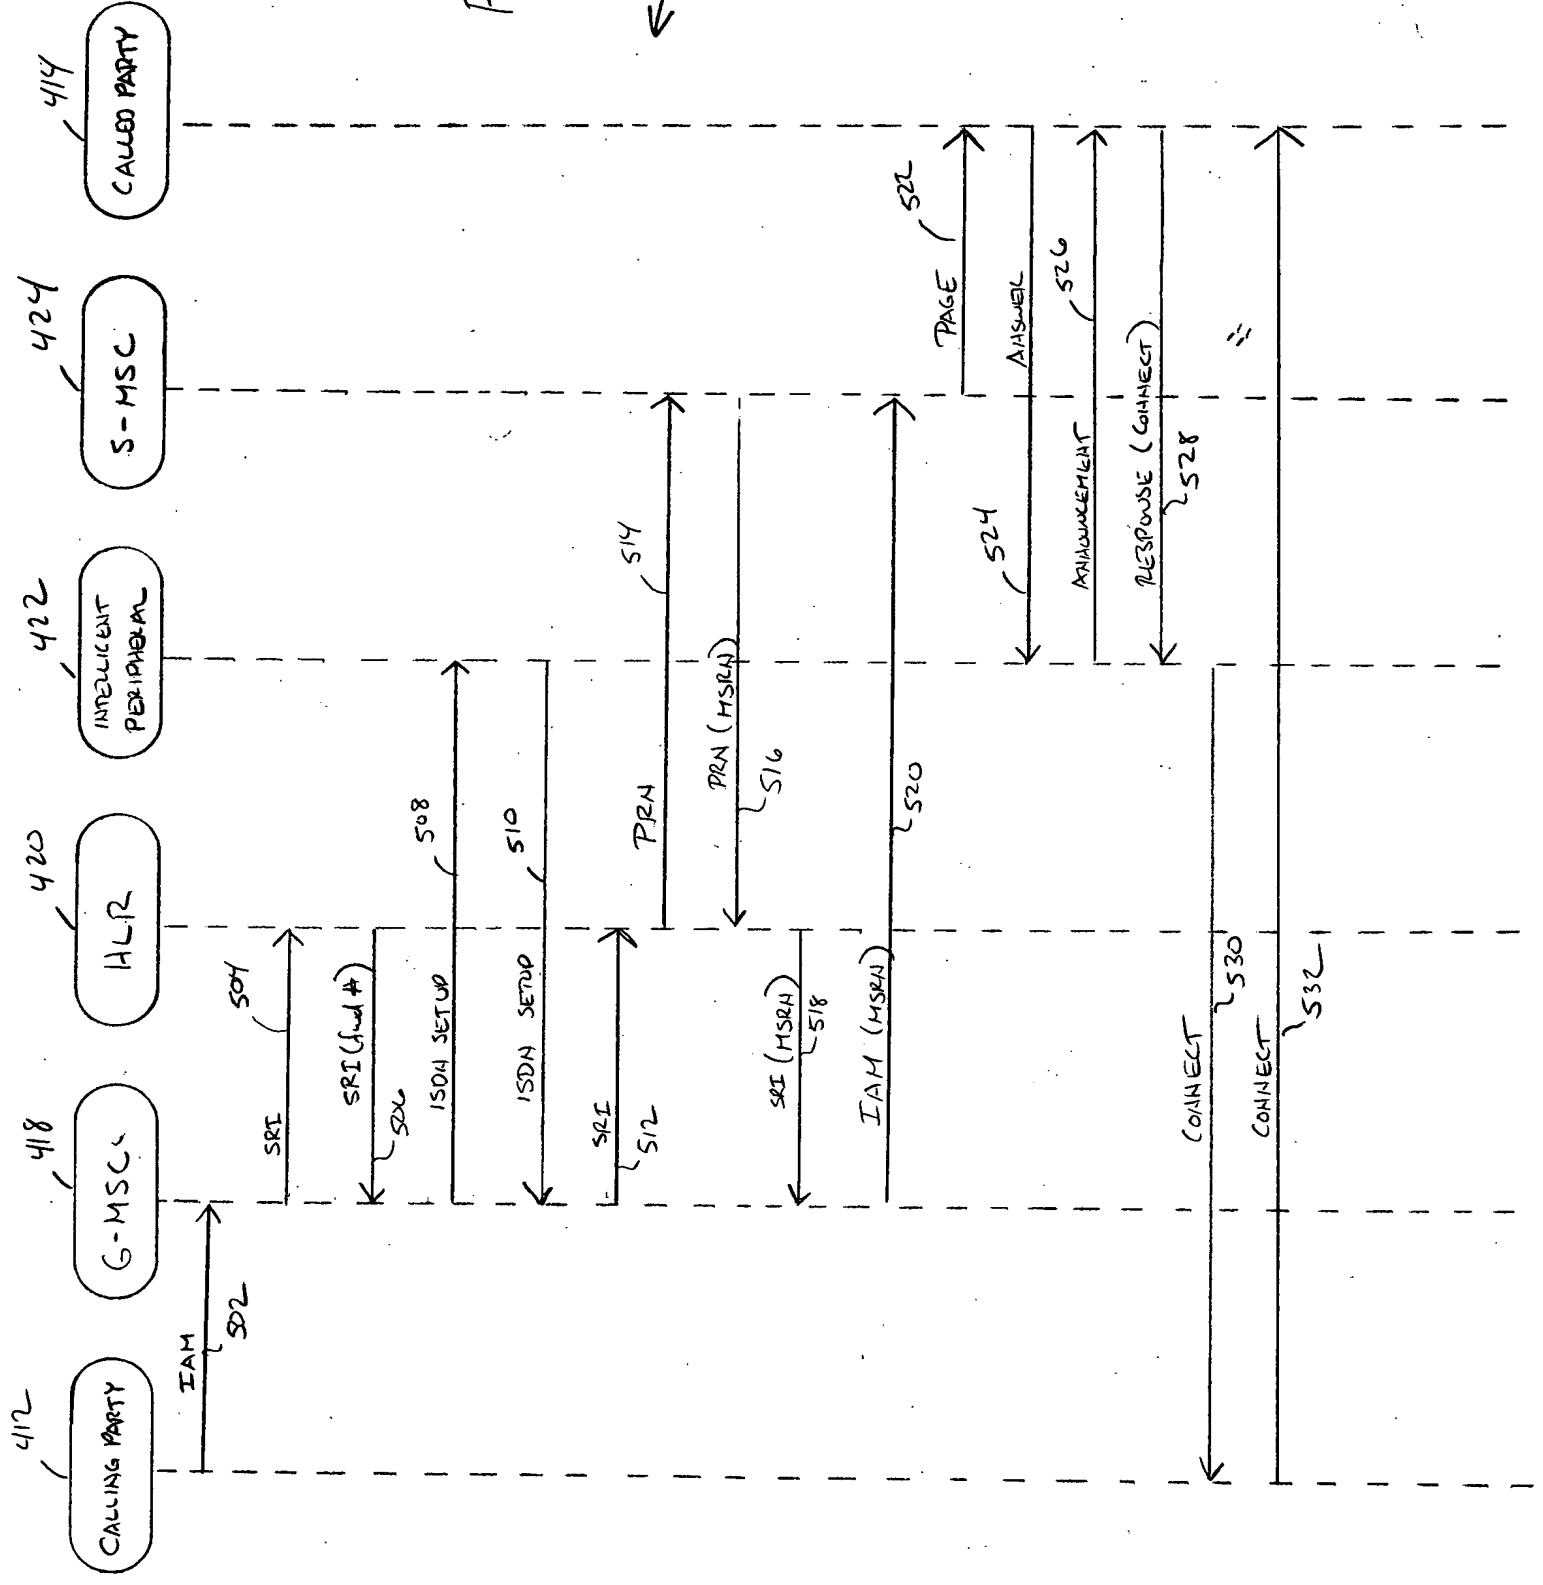 412
418
420
422
424
414
CALLING PARTY
G-MSC
HLR
INTELLIGENT
PERIPHERAL
S-MSC
CALLED PARTY
IAM
502
SRI
504
SRI (fwd #)
506
ISDN SETUP
508
ISDN SETUP
510
SRI
512
PRN
514
PRN (MSRN)
516
SRI (MSRN)
518
IAM (MSRN)
520
PAGE
522
ANSWER
524
ANNOUNCEMENT
526
RESPONSE (CONNECT)
528
CONNECT
530
CONNECT
532